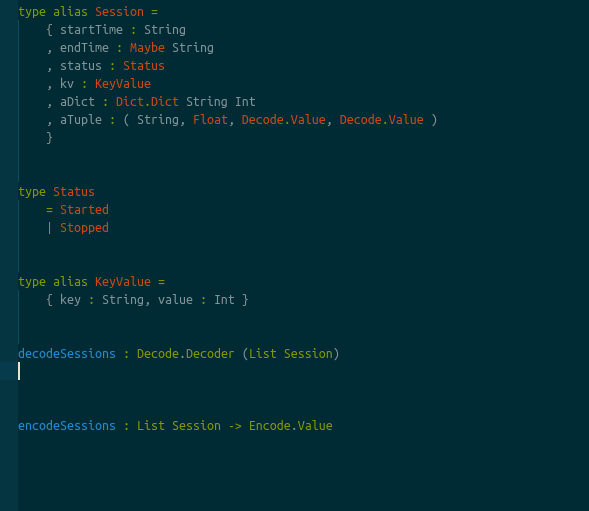 type alias Session =
    { startTime : String
    , endTime : Maybe String
    , status : Status
    , kv : KeyValue
    , aDict : Dict.Dict String Int
    , aTuple : ( String, Float, Decode.Value, Decode.Value )
    }
type Status
    = Started
    | Stopped
type alias KeyValue =
    { key : String, value : Int }
decodeSessions : Decode.Decoder (List Session)
encodeSessions : List Session -> Encode.Value